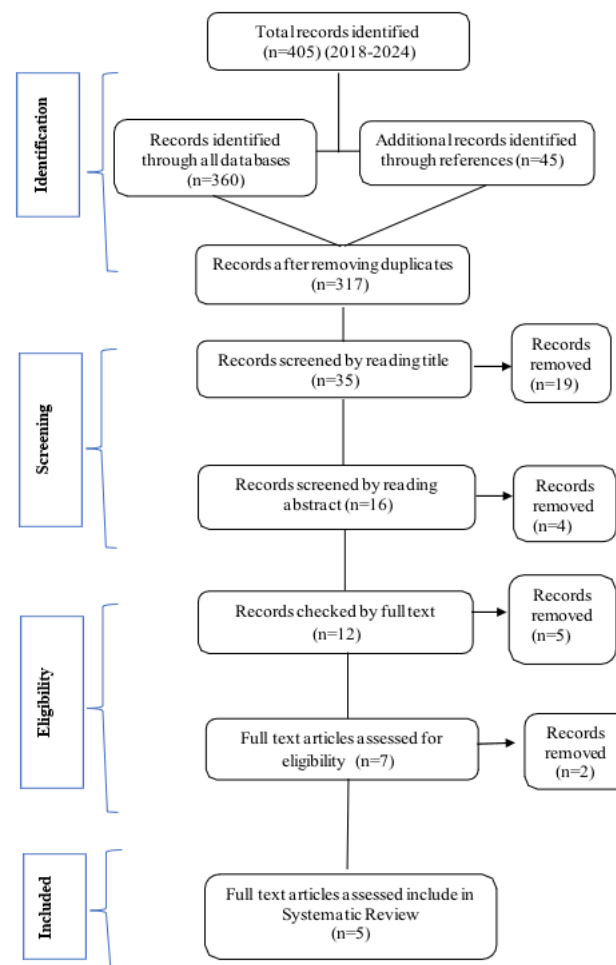 Total records identified
(n=405) (2018-2024)
Identification
Records identified
through all databases
(n=360)
Additional records identified
through references (n=45)
Records after removing duplicates
(n=317)
Screening
Records screened by reading title
(n=35)
Records
removed
(n=19)
Records screened by reading
abstract (n=16)
Records
removed
(n=4)
Eligibility
Records checked by full text
(n=12)
Records
removed
(n=5)
Full text articles assessed for
eligibility (n=7)
Records
removed
(n=2)
Included
Full text articles assessed include in
Systematic Review
(n=5)